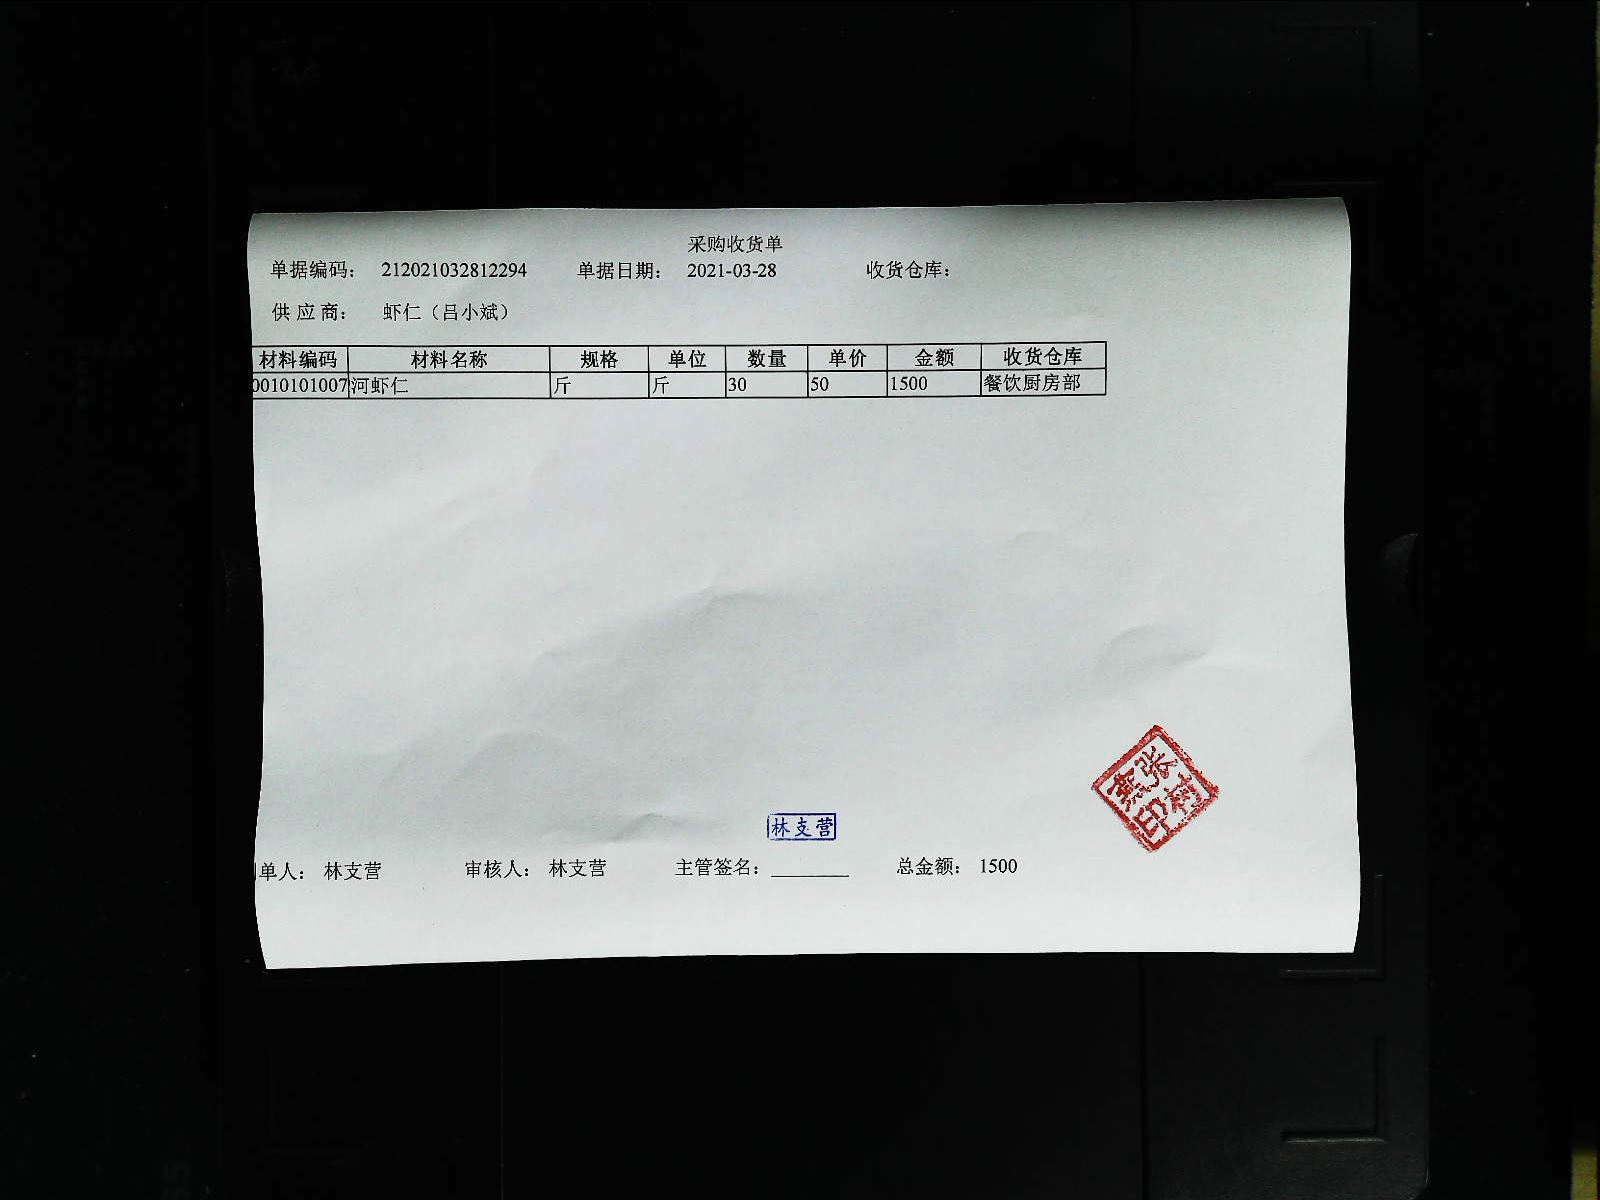 采购收货单
单据编码： 212021032812294 单据日期： 2021-03-28 收货仓库：
供 应 商： 虾仁（吕小斌）
材料编码 材料名称 规格 单位 数量 单价 金额 收货仓库
0010101007 河虾仁 斤 斤 30 50 1500 餐饮厨房部
林支营
单人： 林支营 审核人： 林支营 主管签名： 总金额： 1500